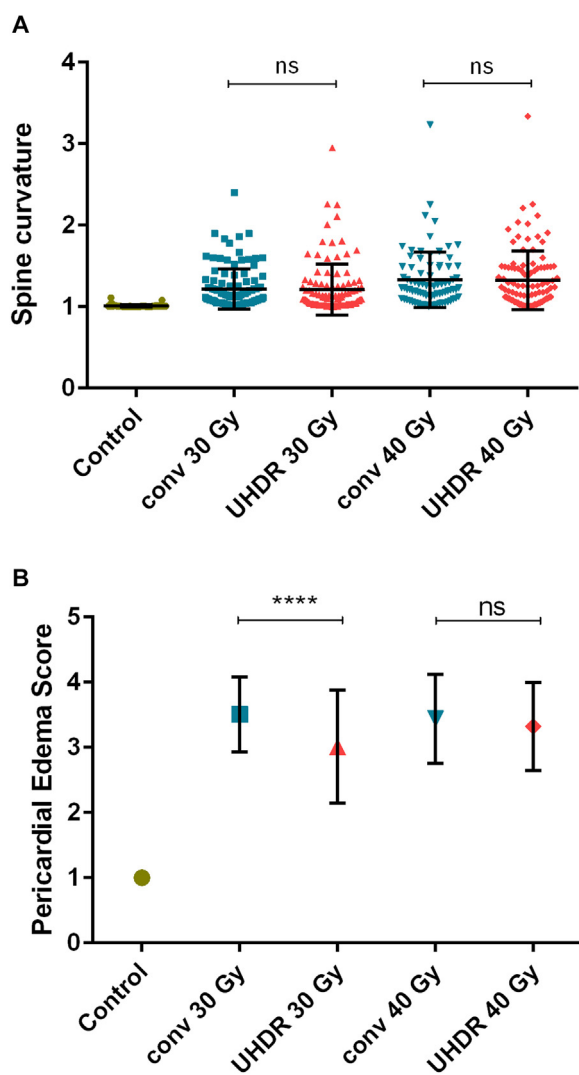 A
ns
ns
4
3
2
1
0
Spine curvature
Control
conv 30 Gy
UHDR 30 Gy
conv 40 Gy
UHDR 40 Gy
B
****
ns
5
4
3
2
1
0
Pericardial Edema Score
Control
conv 30 Gy
UHDR 30 Gy
conv 40 Gy
UHDR 40 Gy